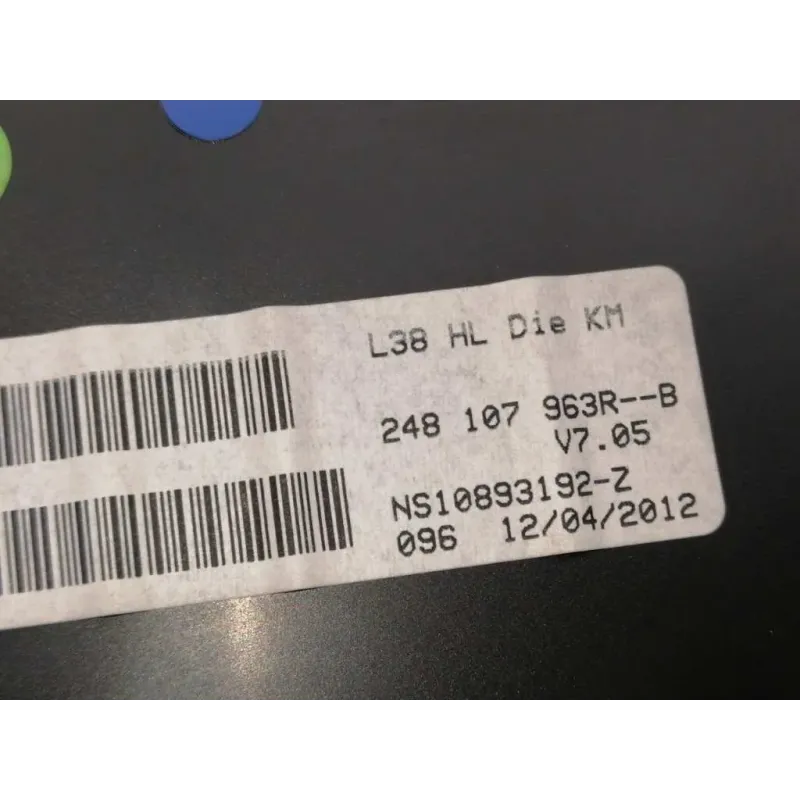 L38 HL Die KM
248 107 963R--B
V7.05
NS10893192-Z
096 12/04/2012